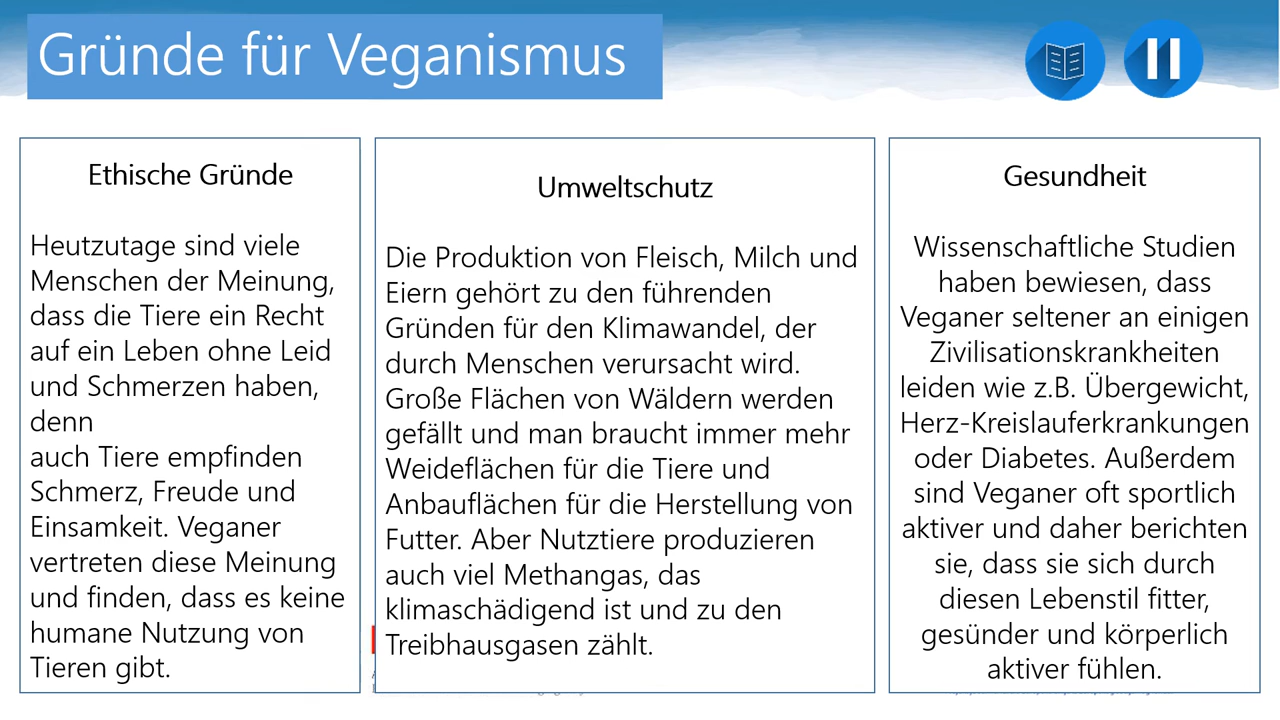 Gründe für Veganismus
Ethische Gründe
Heutzutage sind viele
Menschen der Meinung,
dass die Tiere ein Recht
auf ein Leben ohne Leid
und Schmerzen haben,
denn
auch Tiere empfinden
Schmerz, Freude und
Einsamkeit. Veganer
vertreten diese Meinung
und finden, dass es keine
humane Nutzung von
Tieren gibt.
Umweltschutz
Die Produktion von Fleisch, Milch und
Eiern gehört zu den führenden
Gründen für den Klimawandel, der
durch Menschen verursacht wird.
Große Flächen von Wäldern werden
gefällt und man braucht immer mehr
Weideflächen für die Tiere und
Anbauflächen für die Herstellung von
Futter. Aber Nutztiere produzieren
auch viel Methangas, das
klimaschädigend ist und zu den
Treibhausgasen zählt.
Gesundheit
Wissenschaftliche Studien
haben bewiesen, dass
Veganer seltener an einigen
Zivilisationskrankheiten
leiden wie z.B. Übergewicht,
Herz-Kreislauferkrankungen
oder Diabetes. Außerdem
sind Veganer oft sportlich
aktiver und daher berichten
sie, dass sie sich durch
diesen Lebenstil fitter,
gesünder und körperlich
aktiver fühlen.